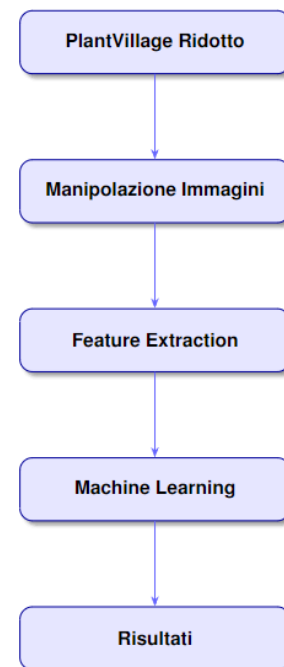 PlantVillage Ridotto
Manipolazione Immagini
Feature Extraction
Machine Learning
Risultati